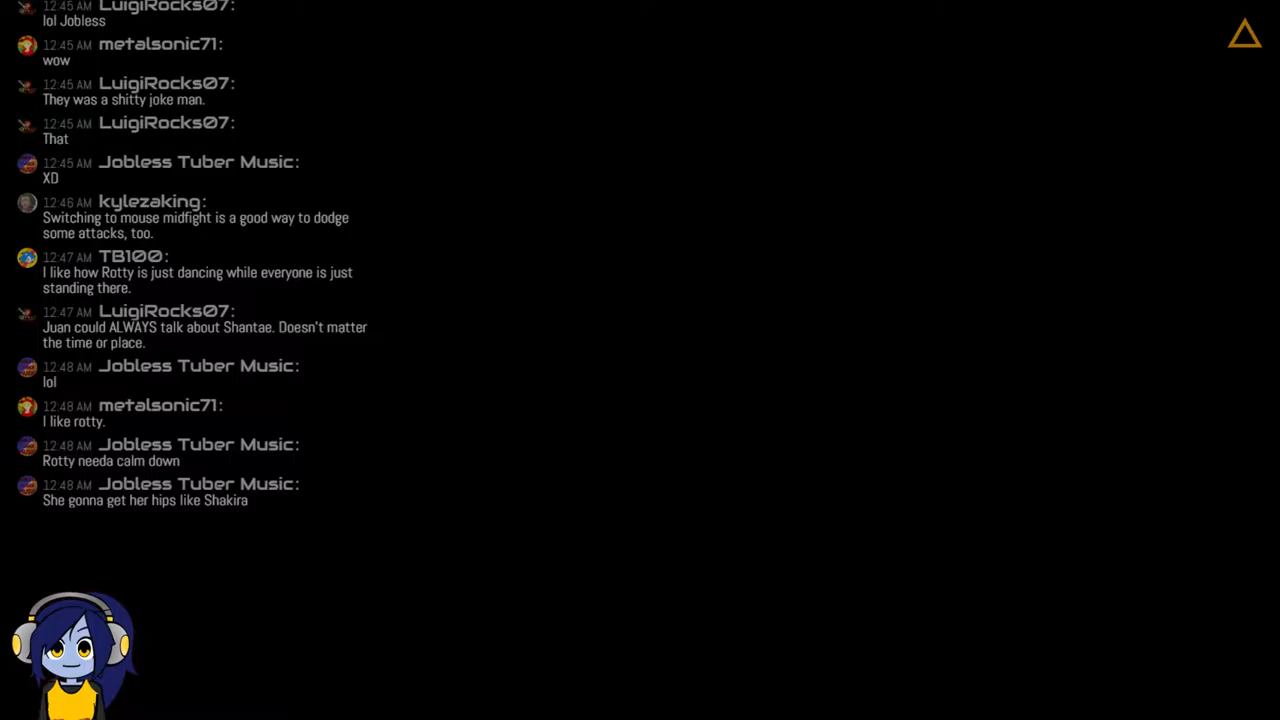 12:45 AM LuigiRocks07:
lol Jobless
12:45 AM metalsonic71:
wow
12:45 AM LuigiRocks07:
They was a shitty joke man.
12:45 AM LuigiRocks07:
That
12:45 AM Jobless Tuber Music:
XD
12:46 AM kylezaking:
Switching to mouse midfight is a good way to dodge
some attacks, too.
12:47 AM TB100:
I like how Rotty is just dancing while everyone is just
standing there.
12:47 AM LuigiRocks07:
Juan could ALWAYS talk about Shantae. Doesn't matter
the time or place.
12:48 AM Jobless Tuber Music:
lol
12:48 AM metalsonic71:
I like rotty.
12:48 AM Jobless Tuber Music:
Rotty needa calm down
12:48 AM Jobless Tuber Music:
She gonna get her hips like Shakira